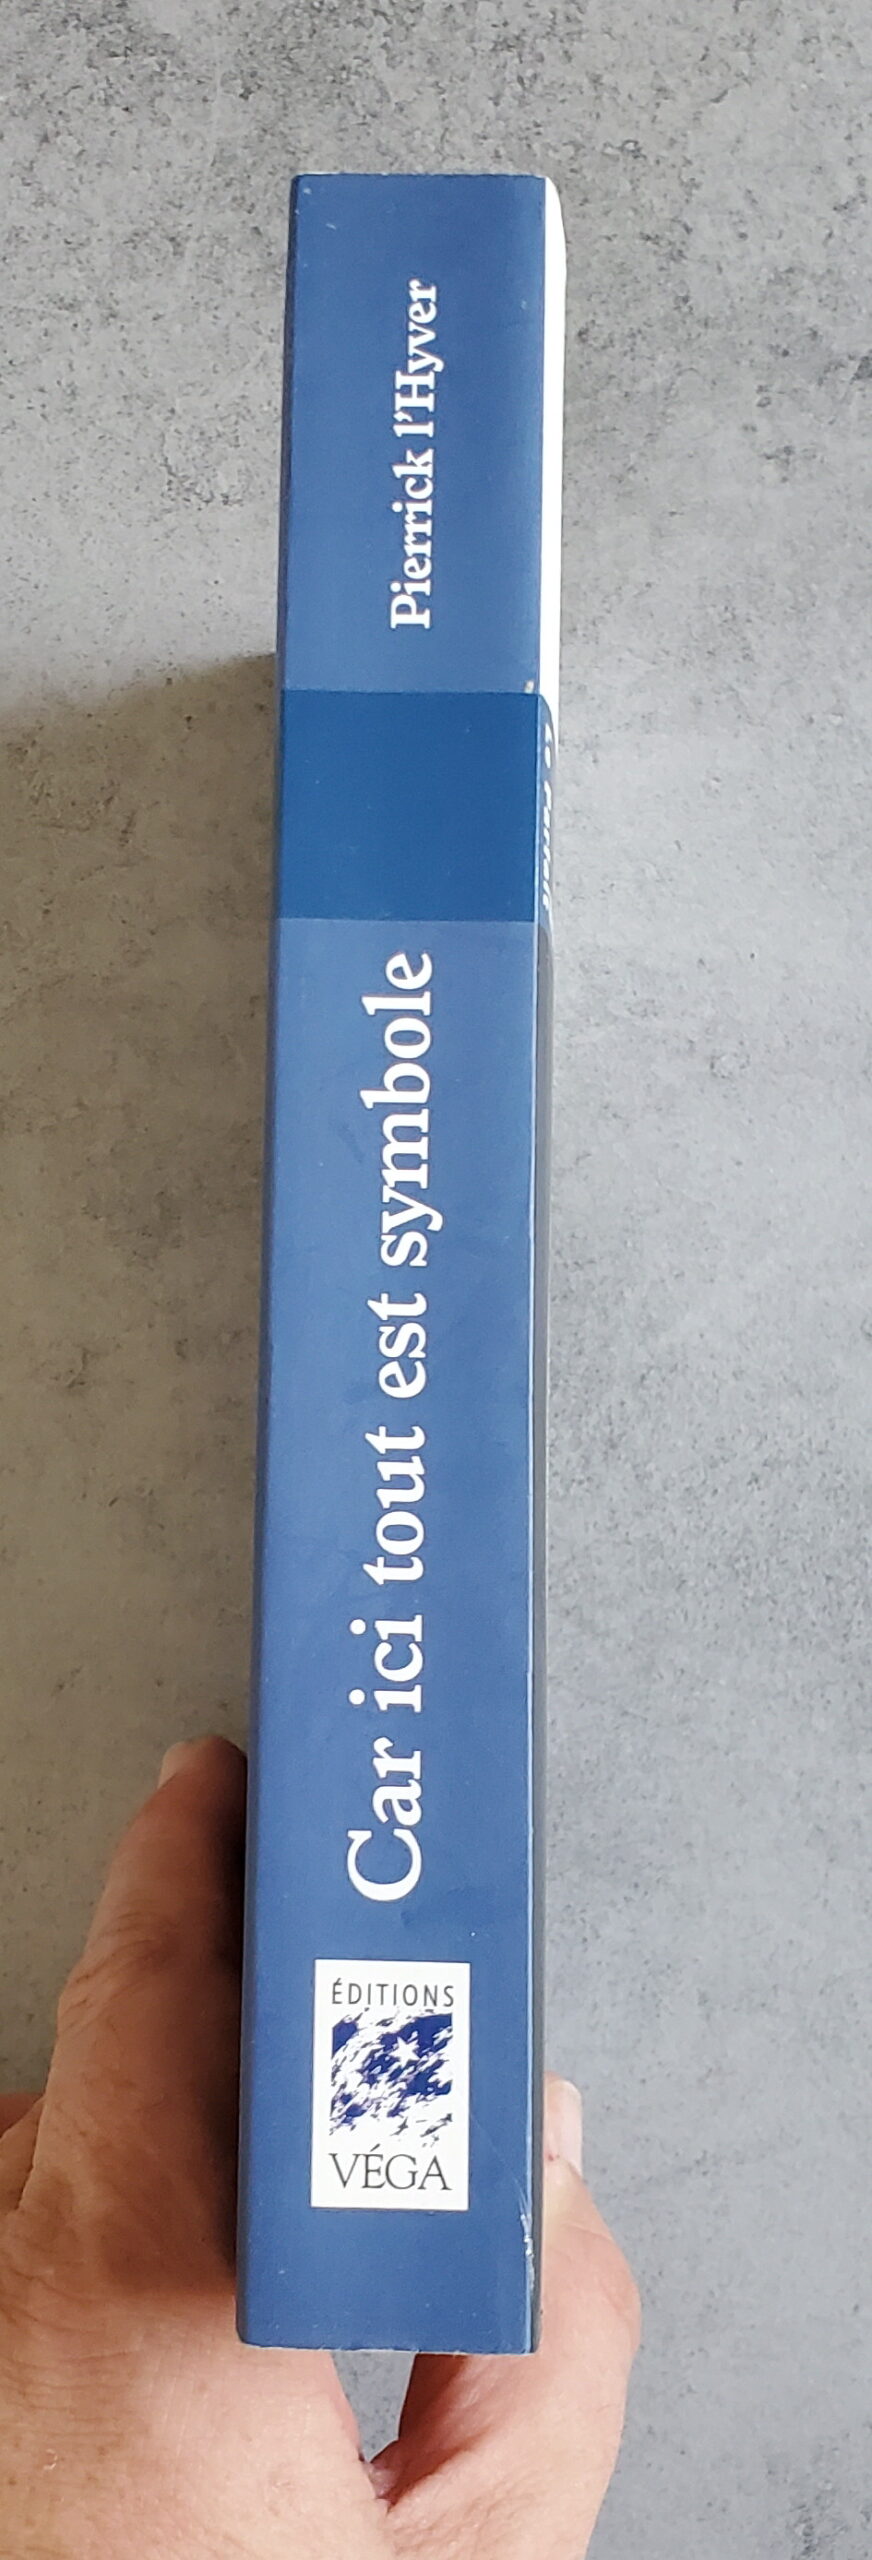 Pierrick l'Hyver
Car ici tout est symbole
ÉDITIONS
VÉGA